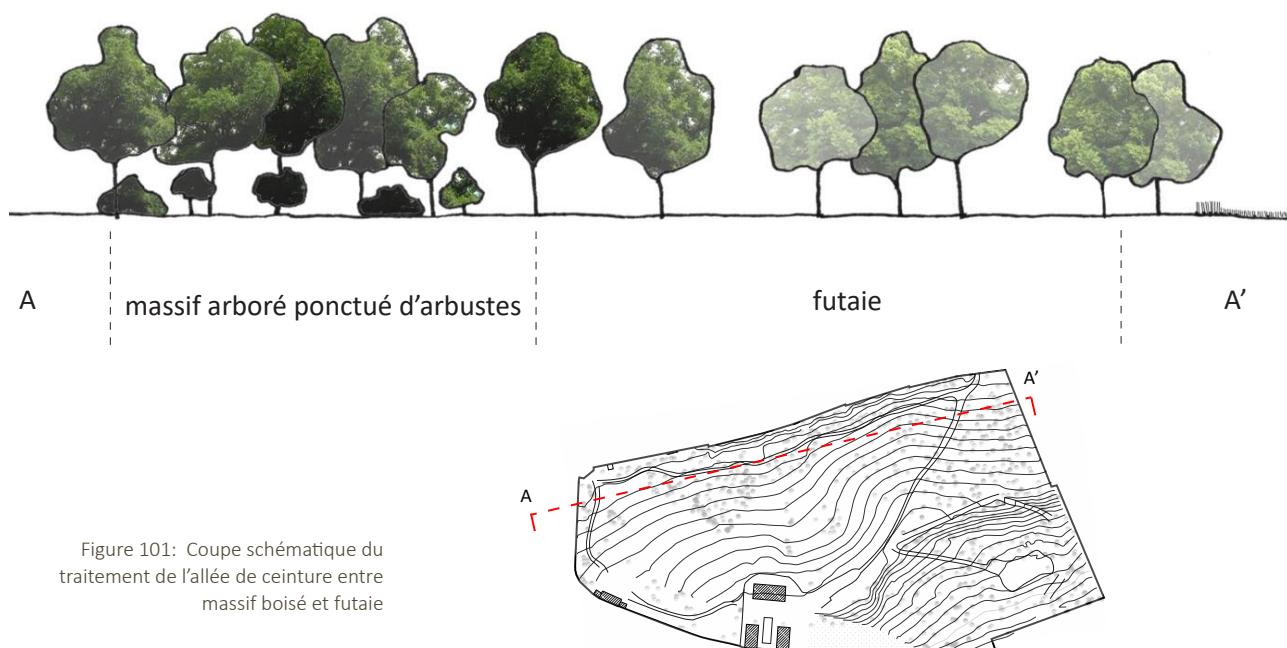 A massif arboré ponctué d’arbustes futaie A’
A’
A
Figure 101: Coupe schématique du
traitement de l’allée de ceinture entre
massif boisé et futaie